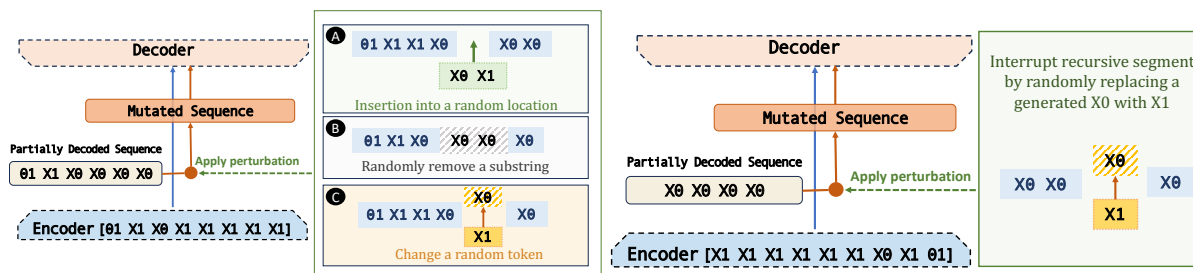 Decoder
Mutated Sequence
Partially Decoded Sequence
01 X1 X0 X0 X0 X0
Apply perturbation
Encoder [01 X1 X0 X1 X1 X1 X1 X1]
A
01 X1 X1 X0
X0 X0
X0 X1
Insertion into a random location
B
01 X1 X0
X0 X0
X0
Randomly remove a substring
C
X0
01 X1 X1 X0
X0
X1
Change a random token
Decoder
Mutated Sequence
Partially Decoded Sequence
X0 X0 X0 X0
Apply perturbation
Encoder [X1 X1 X1 X1 X1 X1 X0 X1 01]
Interrupt recursive segment
by randomly replacing a
generated X0 with X1
X0
X0 X0
X0
X1